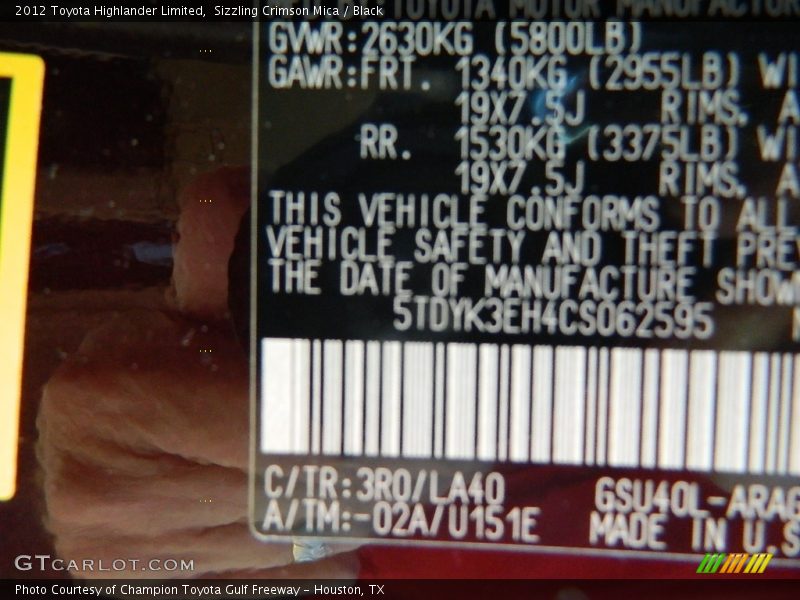 2012 Toyota Highlander Limited,  Sizzling Crimson Mica / Black
TOYOTA MOTOR
GVWR:2630KG (5800LB)
GAWR:FRT. 1340KG (2955LB) WI
19X7.5J RIMS, A
RR. 1530KG (3375LB) WI
19X7.5J RIMS, A
THIS VEHICLE CONFORMS TO ALL
VEHICLE SAFETY AND THEFT PREV
THE DATE OF MANUFACTURE SHOW
5TDYK3EH4CS062595
C/TR:3R0/LA40 GSU40L-ARAG
A/TM:-02A/U151E MADE IN U S
GTCARLOT.COM
Photo Courtesy of Champion Toyota Gulf Freeway – Houston, TX